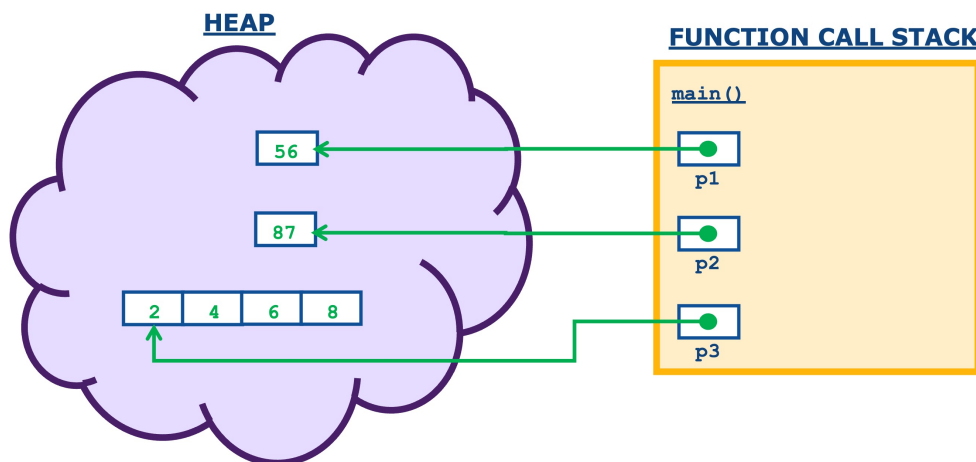 HEAP
FUNCTION CALL STACK
main()
56
p1
87
p2
2 4 6 8
p3